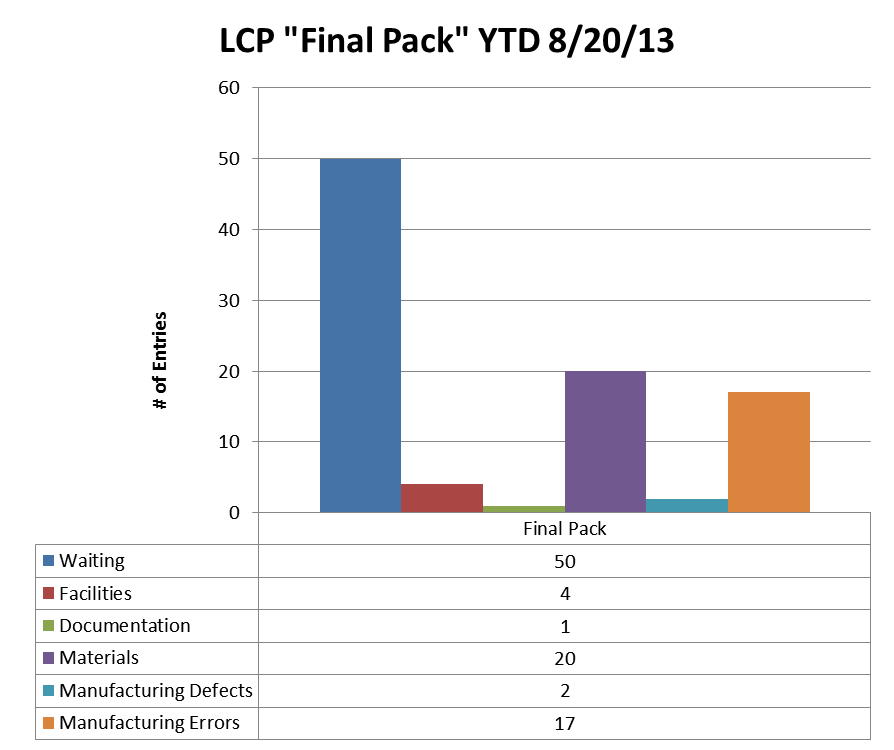 LCP "Final Pack" YTD 8/20/13
60
50
40
30
20
10
0
# of Entries
Final Pack
Waiting 50
Facilities 4
Documentation 1
Materials 20
Manufacturing Defects 2
Manufacturing Errors 17